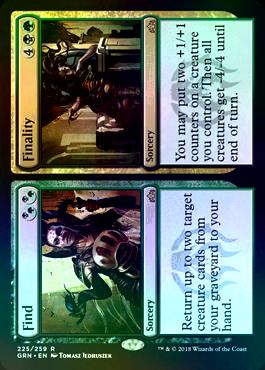 Finality
4
Sorcery
You may put two +1/+1
counters on a creature
you control. Then all
creatures get -4/-4 until
end of turn.
Find
Sorcery
Return up to two target
creature cards from
your graveyard to your
hand.
225/259 R
GRN • EN Tomasz Jedruszek
™ & © 2018 Wizards of the Coast